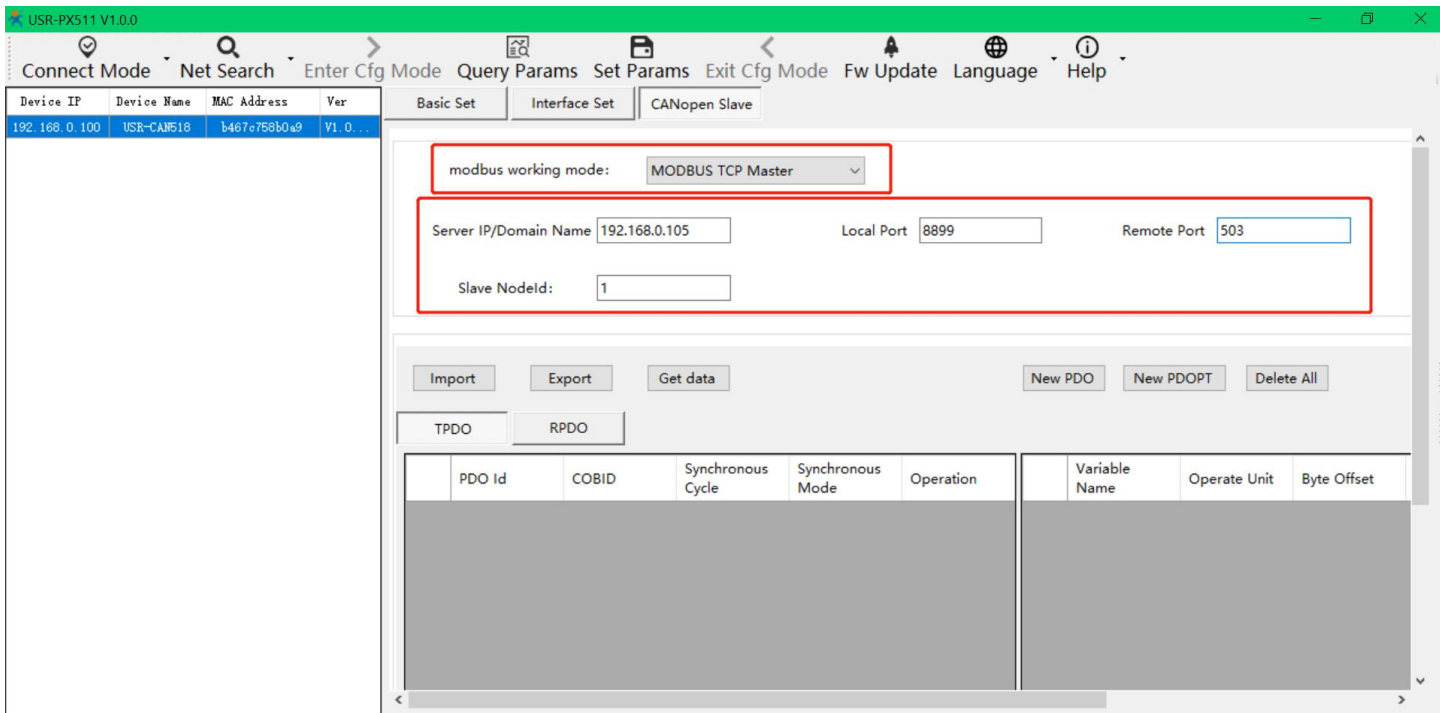 USR-PX511 V1.0.0
Connect Mode Net Search Enter Cfg Mode Query Params Set Params Exit Cfg Mode Fw Update Language Help
Device IP Device Name MAC Address Ver
192.168.0.100 USR-CAN518 b467c758b0a9 V1.0...
Basic Set Interface Set CANopen Slave
modbus working mode: MODBUS TCP Master
Server IP/Domain Name 192.168.0.105 Local Port 8899 Remote Port 503
Slave NodeId: 1
Import Export Get data New PDO New PDOPT Delete All
TPDO RPDO
PDO Id COBID Synchronous Cycle Synchronous Mode Operation Variable Name Operate Unit Byte Offset